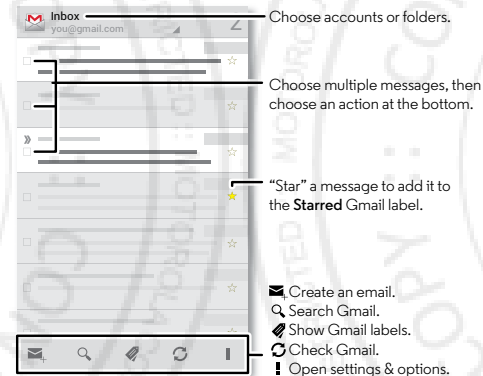 Inbox
you@gmail.com
Choose accounts or folders.
Choose multiple messages, then
choose an action at the bottom.
“Star” a message to add it to
the Starred Gmail label.
Create an email.
Search Gmail.
Show Gmail labels.
Check Gmail.
Open settings & options.